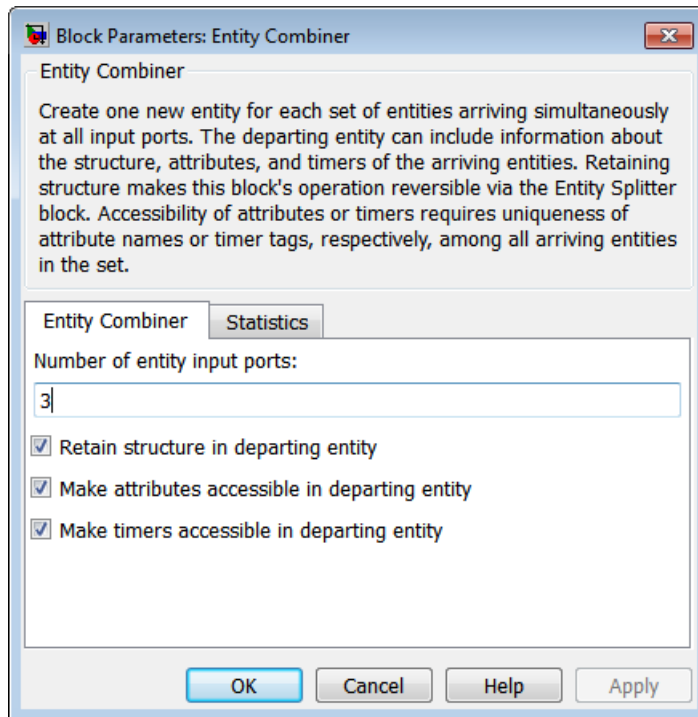 Block Parameters: Entity Combiner
Entity Combiner
Create one new entity for each set of entities arriving simultaneously
at all input ports. The departing entity can include information about
the structure, attributes, and timers of the arriving entities. Retaining
structure makes this block's operation reversible via the Entity Splitter
block. Accessibility of attributes or timers requires uniqueness of
attribute names or timer tags, respectively, among all arriving entities
in the set.
Entity Combiner Statistics
Number of entity input ports:
3
Retain structure in departing entity
Make attributes accessible in departing entity
Make timers accessible in departing entity
OK Cancel Help Apply